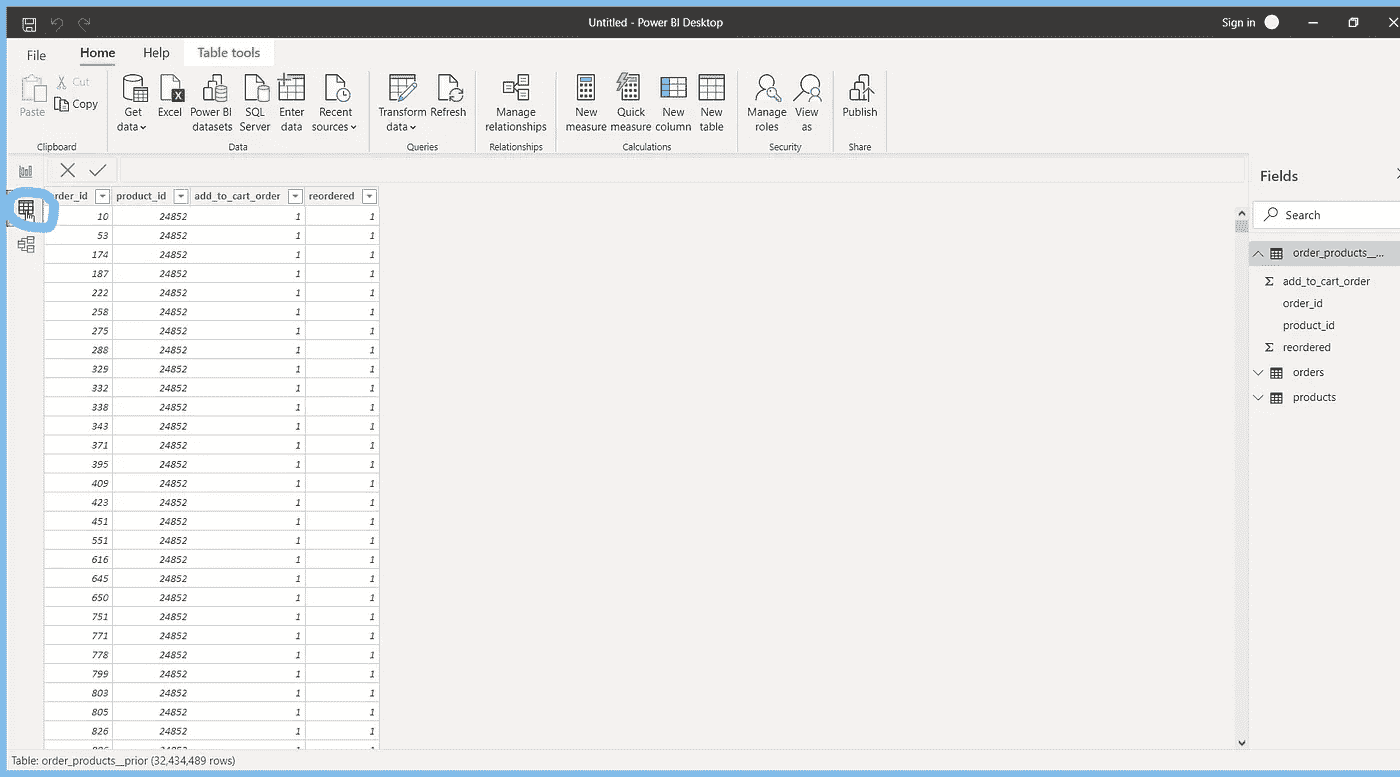 Untitled - Power BI Desktop
Sign in
File Home Help Table tools
Paste
Cut
Copy
Clipboard
Get data
Excel
Power BI datasets
SQL Server
Enter data
Recent sources
Data
Transform data
Refresh
Queries
Manage relationships
Relationships
New measure
Quick measure
New column
New table
Calculations
Manage roles
View as
Security
Publish
Share
rder_id product_id add_to_cart_order reordered
10 24852 1 1
53 24852 1 1
174 24852 1 1
187 24852 1 1
222 24852 1 1
258 24852 1 1
275 24852 1 1
288 24852 1 1
329 24852 1 1
332 24852 1 1
338 24852 1 1
343 24852 1 1
371 24852 1 1
395 24852 1 1
409 24852 1 1
423 24852 1 1
451 24852 1 1
551 24852 1 1
616 24852 1 1
645 24852 1 1
650 24852 1 1
751 24852 1 1
771 24852 1 1
778 24852 1 1
799 24852 1 1
803 24852 1 1
805 24852 1 1
826 24852 1 1
Fields
Search
order_products__...
Σ add_to_cart_order
order_id
product_id
Σ reordered
orders
products
Table: order_products__prior (32,434,489 rows)